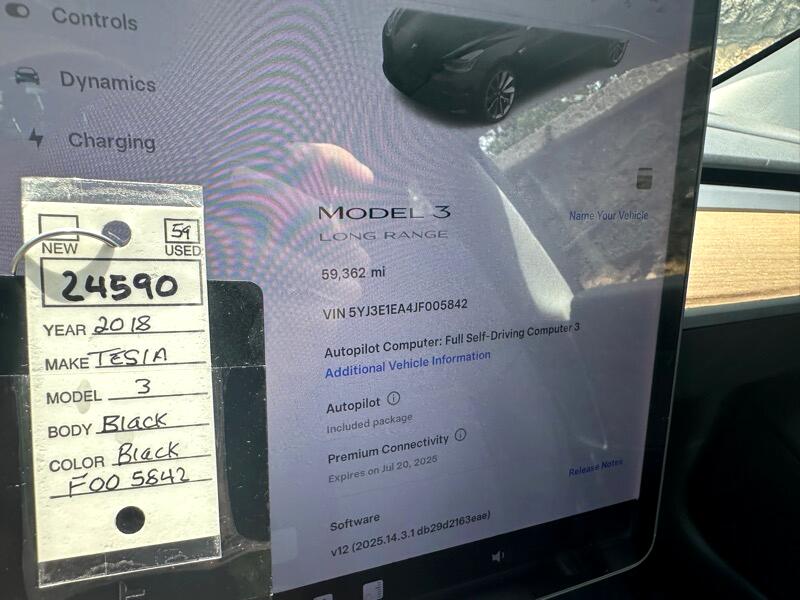 Controls
Dynamics
Charging
MODEL 3
LONG RANGE
Name Your Vehicle
59,362 mi
VIN 5YJ3E1EA4JF005842
Autopilot Computer: Full Self-Driving Computer 3
Additional Vehicle Information
Autopilot
Included package
Premium Connectivity
Expires on Jul 20, 2025
Release Notes
Software
v12 (2025.14.3.1 db29d2163eae)
59
NEW USED
24590
YEAR 2018
MAKE TESlA
MODEL 3
BODY Black
COLOR Black
F00 5842